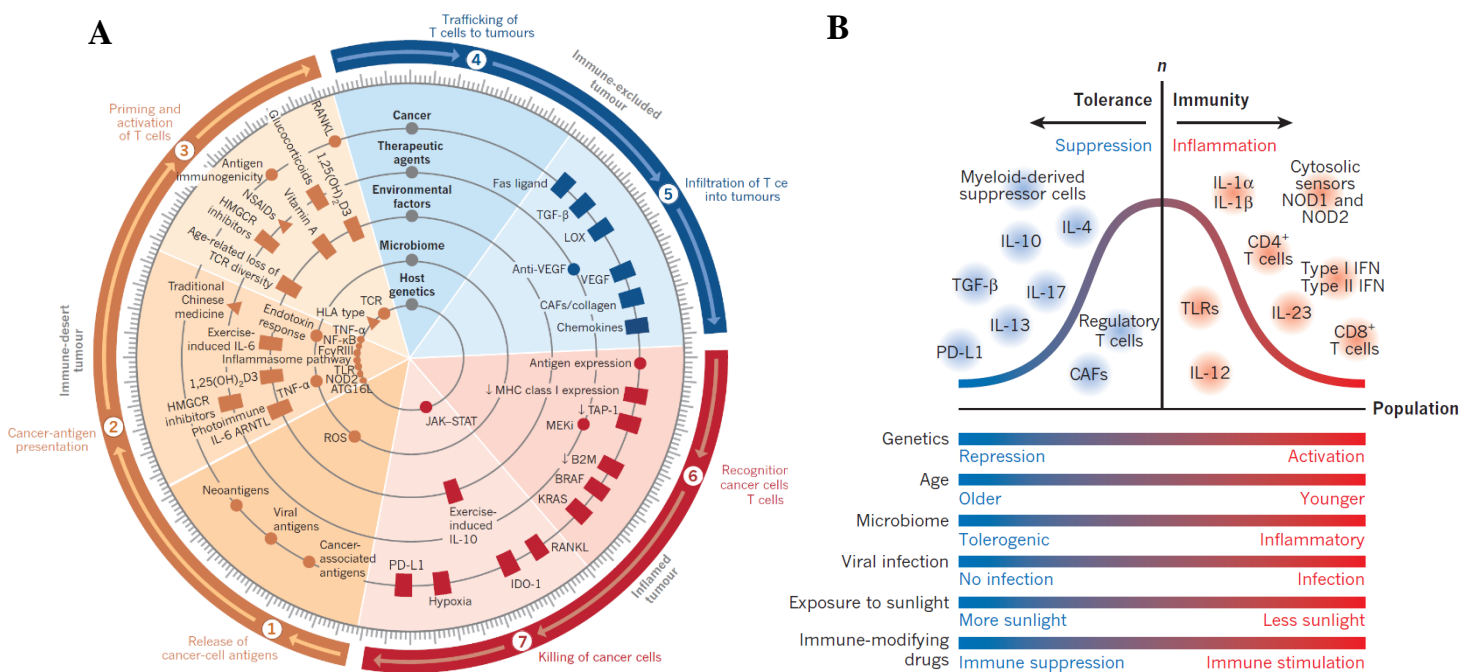 A
Trafficking of
T cells to tumours
4
Immune-excluded
tumour
5
Infiltration of T ce
into tumours
Priming and
activation
of T cells
3
RANKL
Glucocorticoids
1,25(OH)2D3
Antigen
immunogenicity
NSAIDs
Vitamin A
HMGCR
inhibitors
Age-related loss of
TCR diversity
Cancer
Therapeutic
agents
Environmental
factors
Microbiome
Host
genetics
Fas ligand
TGF-β
LOX
Anti-VEGF
VEGF
CAFs/collagen
Chemokines
Immune-desert
tumour
Traditional
Chinese
medicine
Endotoxin
response
HLA type
TCR
TNF-α
NF-κB
FcγRIII
Exercise-
induced IL-6
Inflammasome pathway
TLR
NOD2
ATG16L
1,25(OH)2D3
TNF-α
HMGCR
inhibitors
Photoimmune
IL-6 ARNTL
2
Cancer-antigen
presentation
Antigen expression
↓MHC class I expression
↓TAP-1
MEKi
JAK–STAT
ROS
↓B2M
BRAF
KRAS
6
Recognition
cancer cells
T cells
Neoantigens
Viral
antigens
Cancer-
associated
antigens
Exercise-
induced
IL-10
RANKL
PD-L1
Hypoxia
IDO-1
Inflamed
tumour
1
Release of
cancer-cell antigens
7
Killing of cancer cells
B
n
Tolerance
Immunity
Suppression
Inflammation
Myeloid-derived
suppressor cells
IL-10
IL-4
TGF-β
IL-17
IL-13
PD-L1
Regulatory
T cells
CAFs
IL-1α
IL-1β
Cytosolic
sensors
NOD1 and
NOD2
CD4+
T cells
Type I IFN
Type II IFN
TLRs
IL-23
CD8+
T cells
IL-12
Population
Genetics
Repression
Activation
Age
Older
Younger
Microbiome
Tolerogenic
Inflammatory
Viral infection
No infection
Infection
Exposure to sunlight
More sunlight
Less sunlight
Immune-modifying
drugs
Immune suppression
Immune stimulation